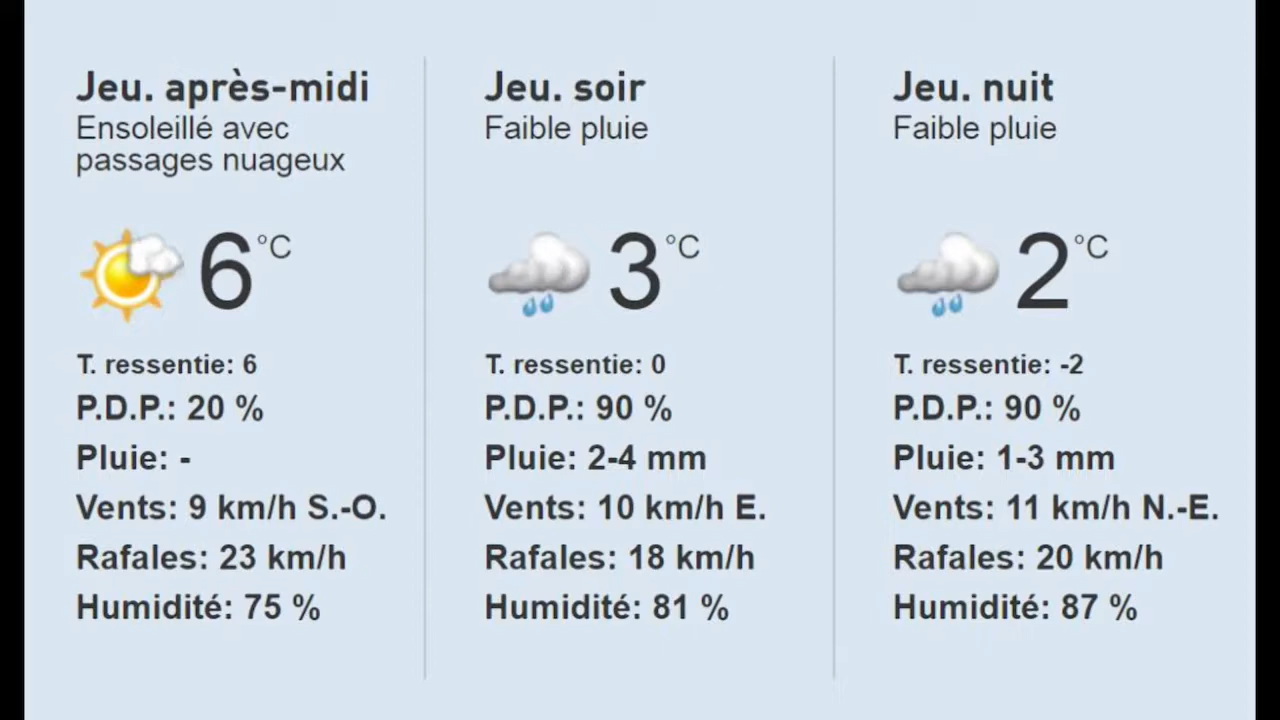 Jeu. après-midi
Ensoleillé avec
passages nuageux
6 °C
T. ressentie: 6
P.D.P.: 20 %
Pluie: -
Vents: 9 km/h S.-O.
Rafales: 23 km/h
Humidité: 75 %
Jeu. soir
Faible pluie
3 °C
T. ressentie: 0
P.D.P.: 90 %
Pluie: 2-4 mm
Vents: 10 km/h E.
Rafales: 18 km/h
Humidité: 81 %
Jeu. nuit
Faible pluie
2 °C
T. ressentie: -2
P.D.P.: 90 %
Pluie: 1-3 mm
Vents: 11 km/h N.-E.
Rafales: 20 km/h
Humidité: 87 %